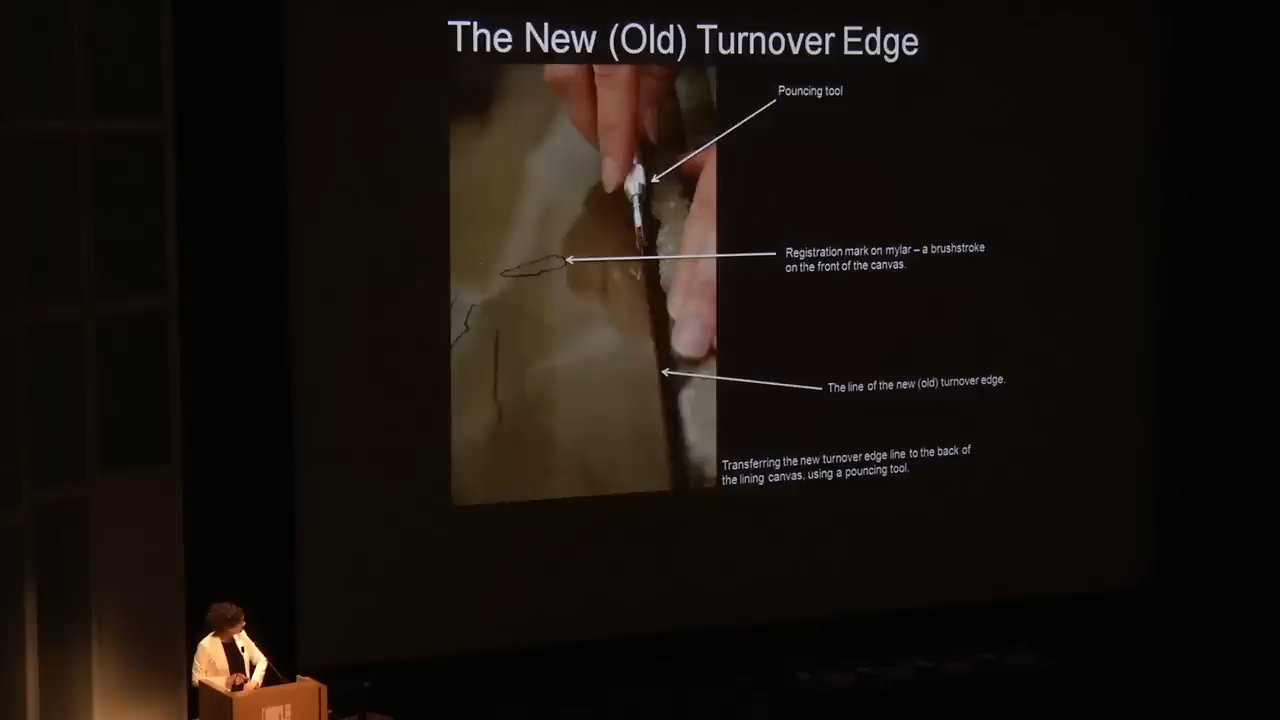 The New (Old) Turnover Edge
Pouncing tool
Registration mark on mylar – a brushstroke
on the front of the canvas.
The line of the new (old) turnover edge.
Transferring the new turnover edge line to the back of
the lining canvas, using a pouncing tool.